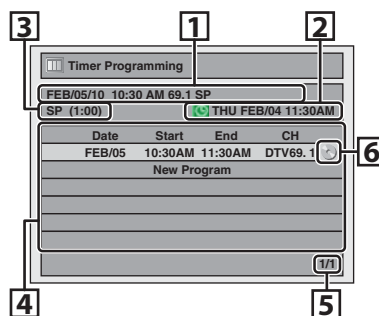 3 1 2
Timer Programming
FEB/05/10 10:30 AM 69.1 SP
SP (1:00) THU FEB/04 11:30AM
Date Start End CH
FEB/05 10:30AM 11:30AM DTV69. 1
6
New Program
1/1
4 5